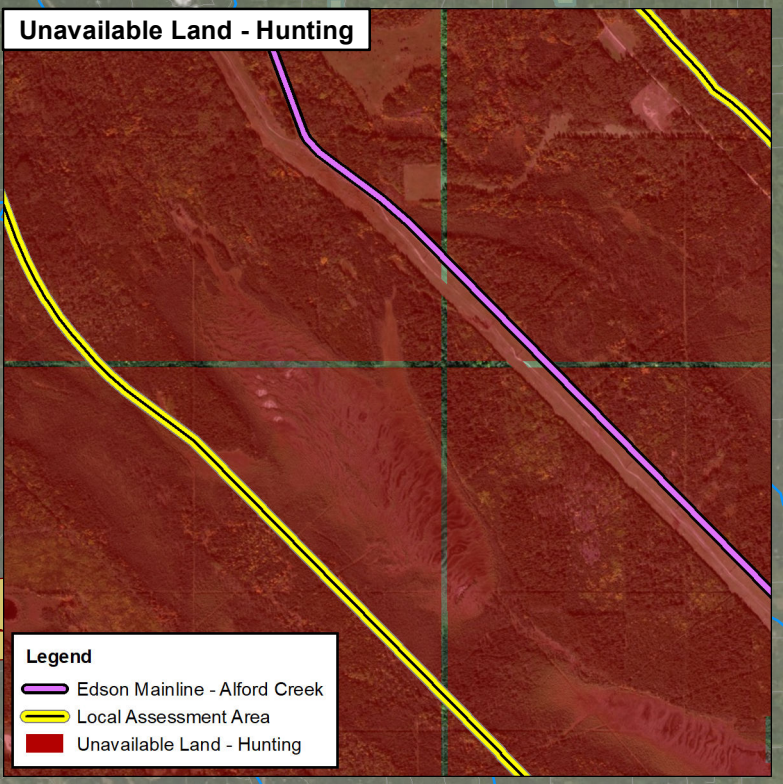 Unavailable Land - Hunting
Legend
Edson Mainline - Alford Creek
Local Assessment Area
Unavailable Land - Hunting